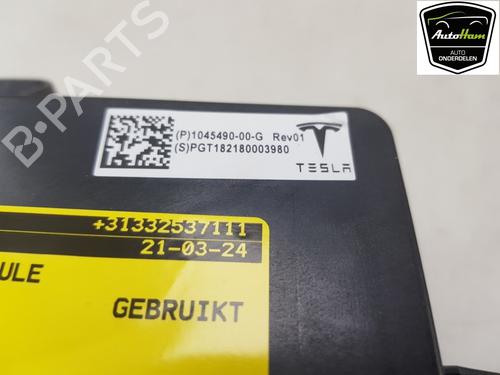 AutoHam
AUTO
ONDERDELEN
B-PARTS
(P)1045490-00-G Rev01
(S)PGT182180003980
TESLA
+31332537111
21-03-24
ULE
GEBRUIKT